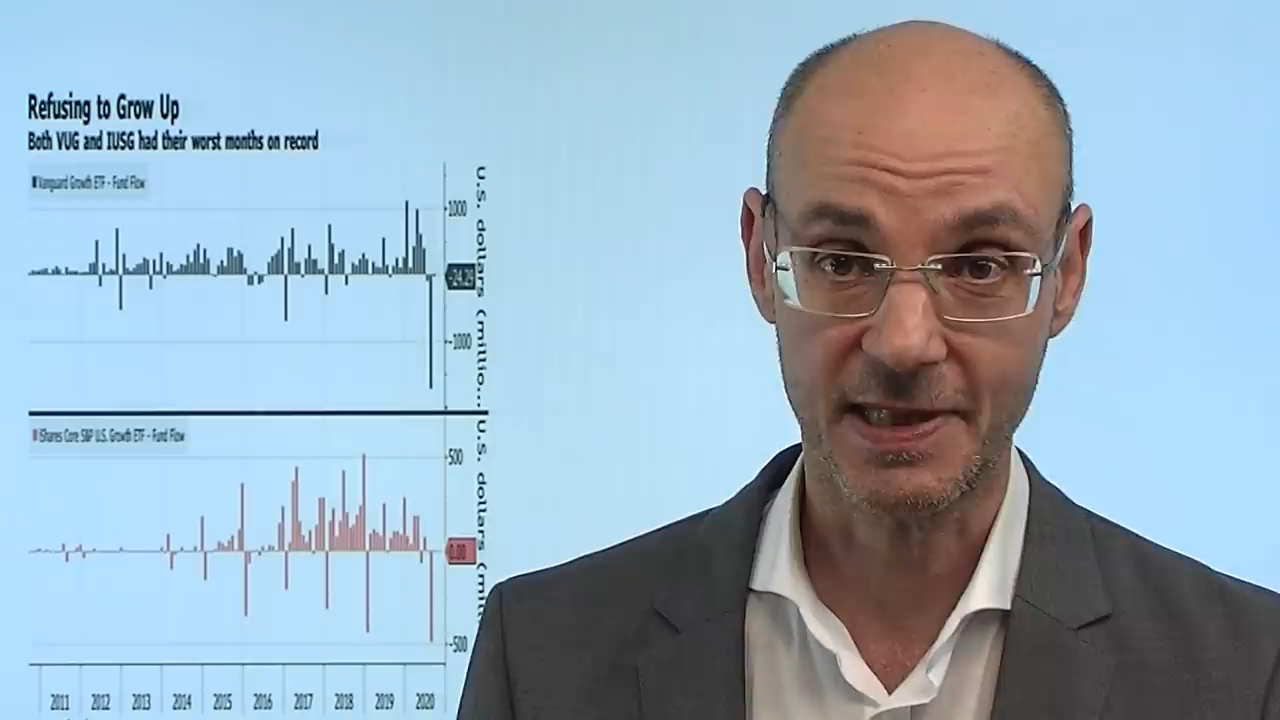 Refusing to Grow Up
Both VUG and IUSG had their worst months on record
Vanguard Growth ETF - Fund Flow
1000
-24.29
-1000
U.S. dollars (millio...
iShares Core S&P U.S. Growth ETF - Fund Flow
500
0.00
-500
U.S. dollars
2011 2012 2013 2014 2015 2016 2017 2018 2019 2020